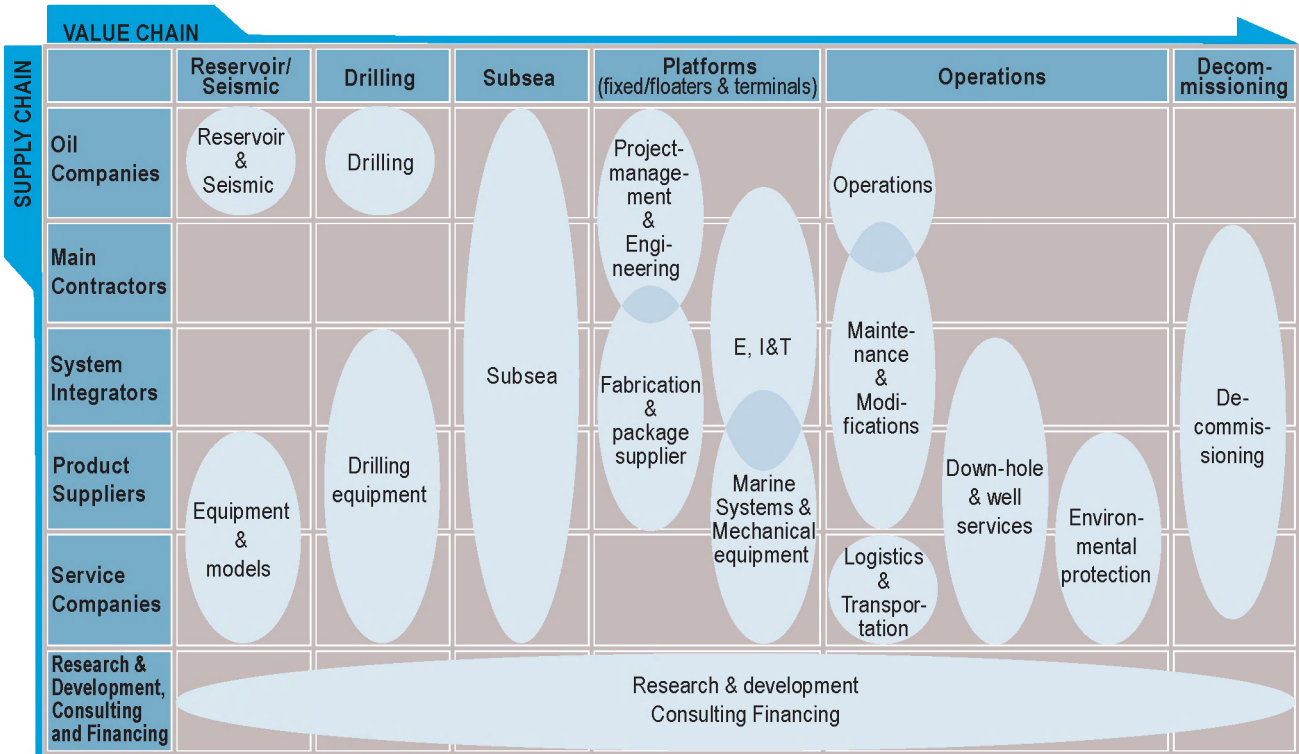 VALUE CHAIN
SUPPLY CHAIN
Reservoir/
Seismic
Drilling
Subsea
Platforms
(fixed/floaters & terminals)
Operations
Decom-
missioning
Oil
Companies
Reservoir
&
Seismic
Drilling
Project-
manage-
ment
&
Engi-
neering
Operations
Main
Contractors
System
Integrators
Subsea
Fabrication
&
package
supplier
E, I&T
Mainte-
nance
&
Modi-
fications
De-
commis-
sioning
Product
Suppliers
Drilling
equipment
Marine
Systems &
Mechanical
equipment
Down-hole
& well
services
Equipment
&
models
Environ-
mental
protection
Service
Companies
Logistics
&
Transpor-
tation
Research &
Development,
Consulting
and Financing
Research & development
Consulting Financing